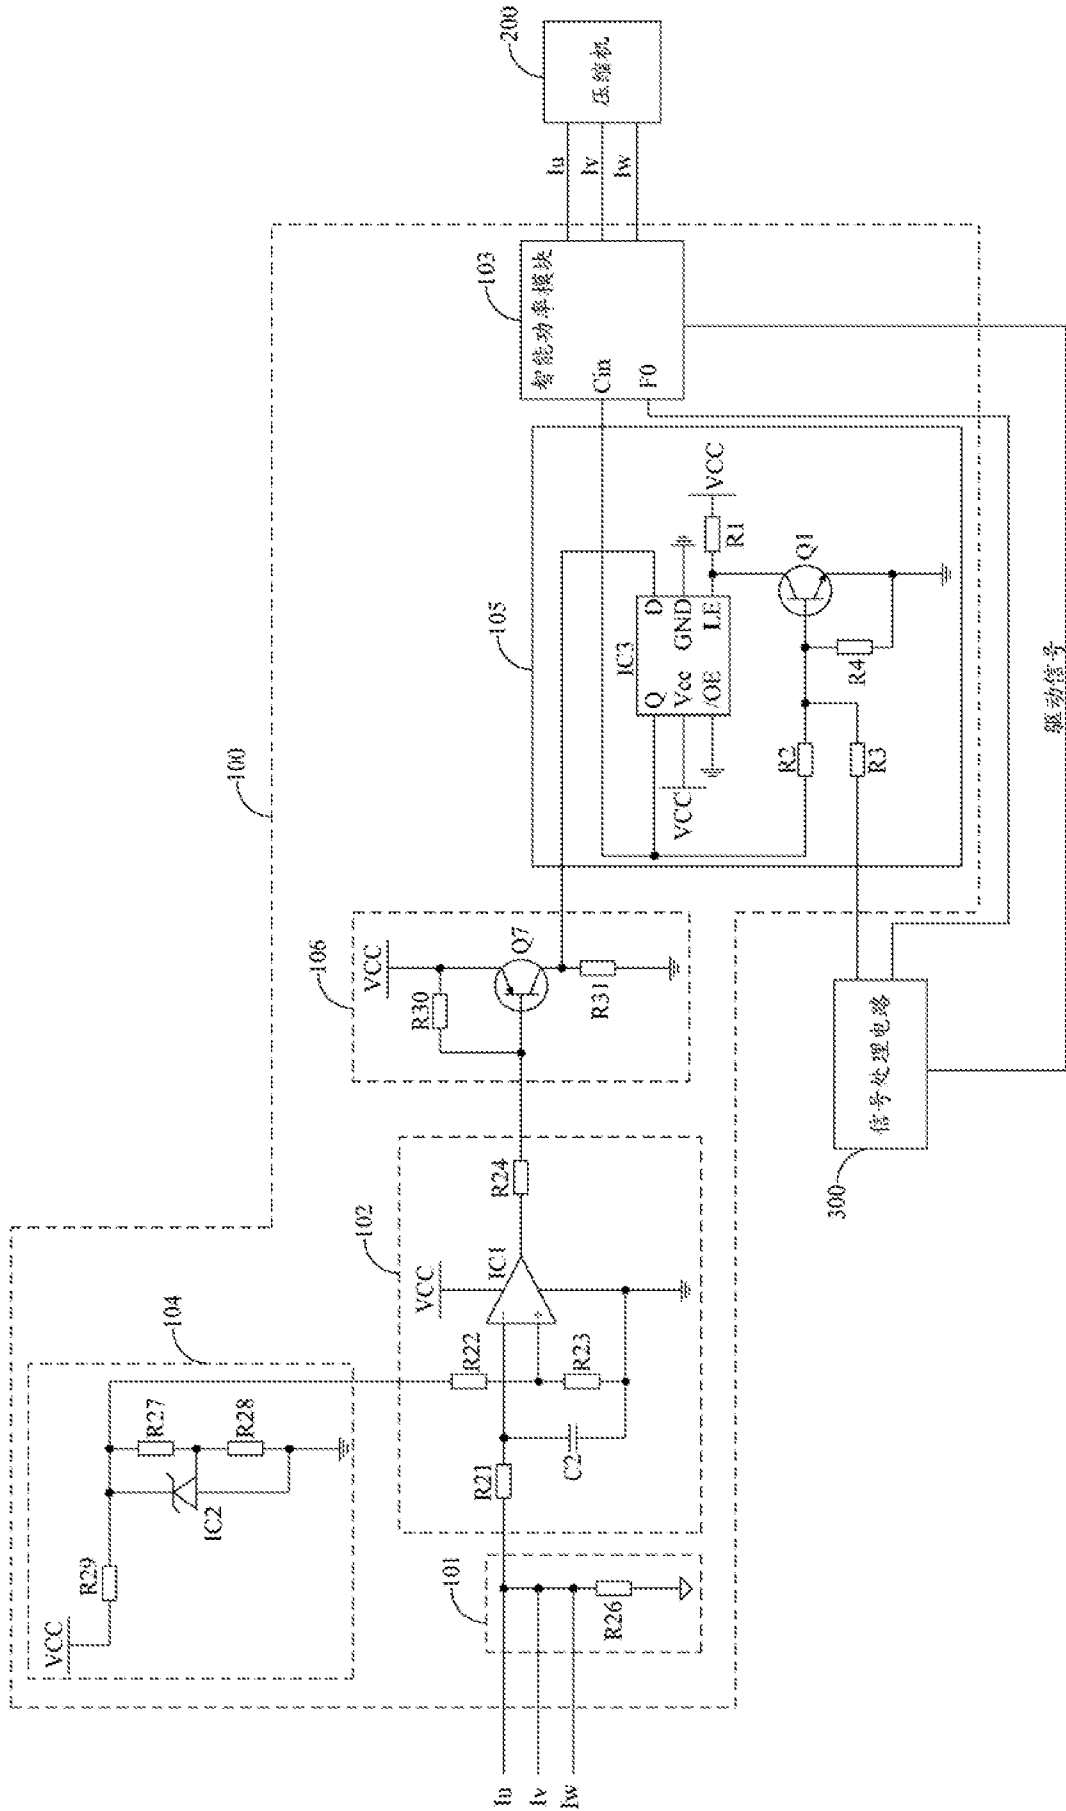 100
104
VCC
R29
R27
R28
IC2
102
VCC
IC1
R22
R23
R21
C2
R24
101
R26
Iu
Iv
Iw
106
VCC
R30
Q7
R31
105
IC3
Q
D
Vcc
GND
/OE
LE
VCC
VCC
R1
Q1
R2
R3
R4
103
智能功率模块
Cin
F0
Iu
Iv
Iw
200
压缩机
300
信号处理电路
驱动信号